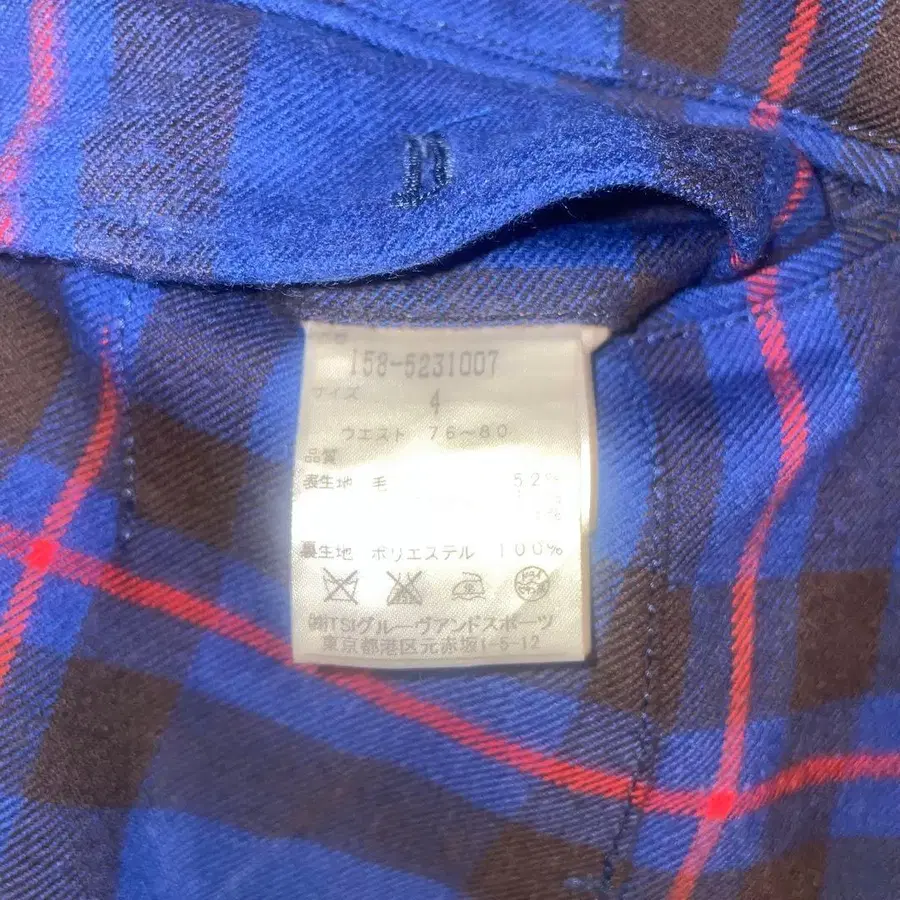 158-5231007
サイズ 4
ウエスト 76~80
品質
表生地 毛 52%
裏生地 ポリエステル 100%
㈱TSIグルーヴアンドスポーツ
東京都港区元赤坂1-5-12